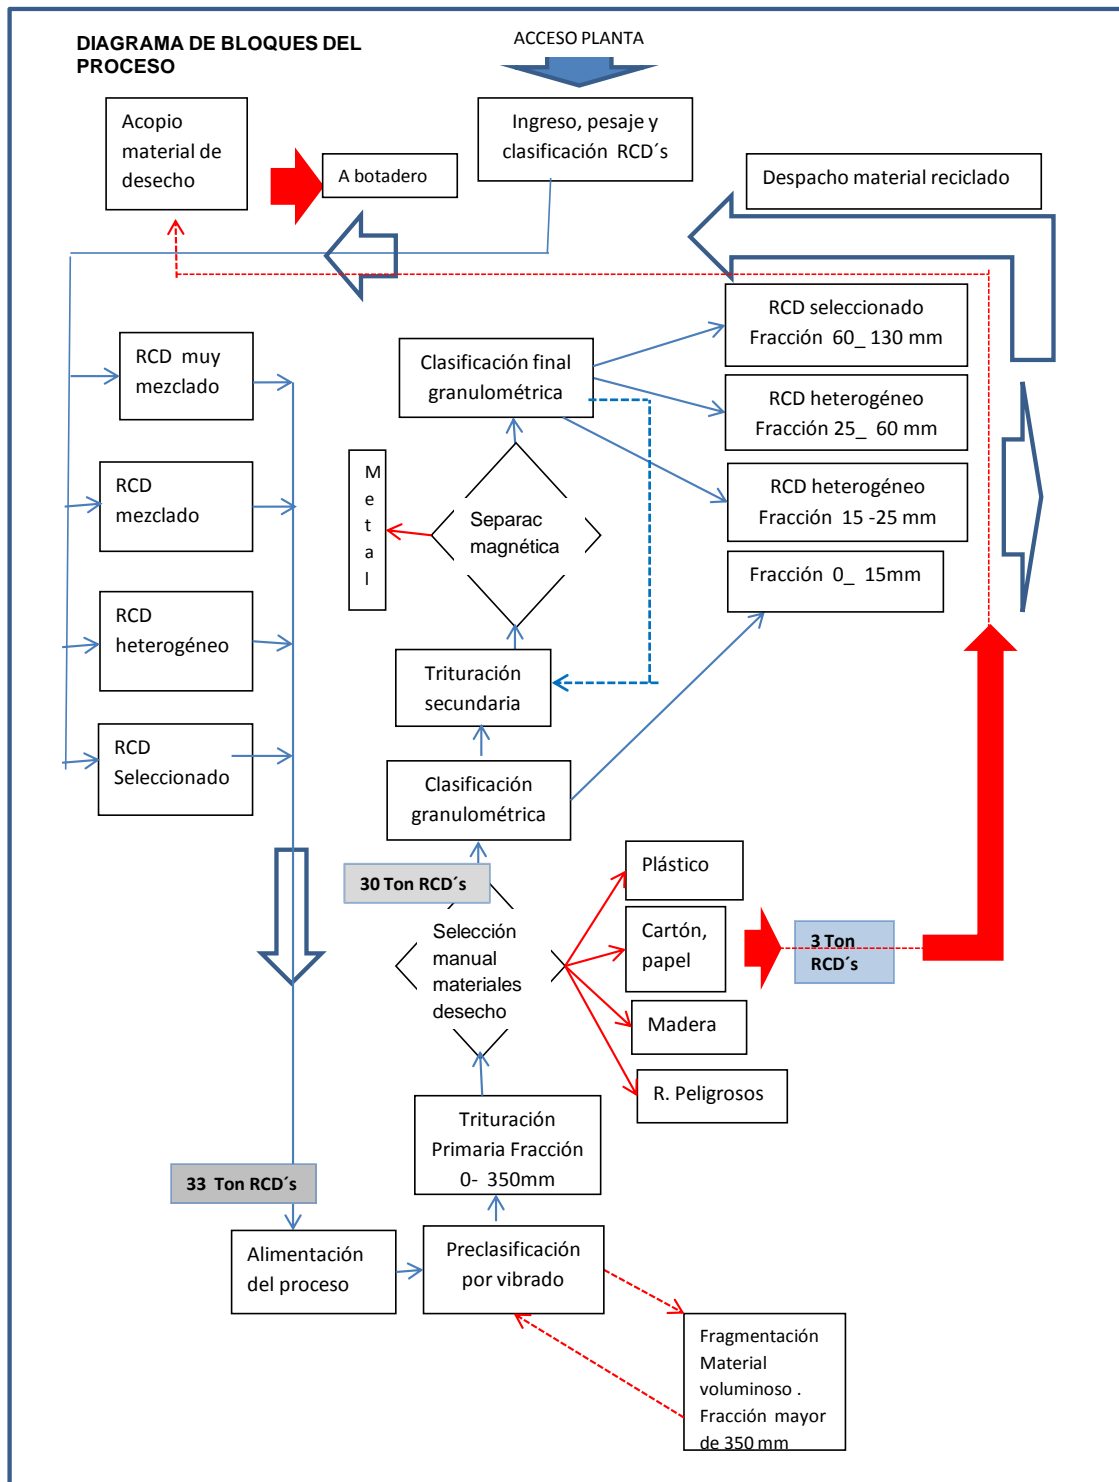 DIAGRAMA DE BLOQUES DEL
PROCESO
ACCESO PLANTA
Acopio
material de
desecho
A botadero
Ingreso, pesaje y
clasificación RCD´s
Despacho material reciclado
RCD muy
mezclado
RCD
mezclado
RCD
heterogéneo
RCD
Seleccionado
Clasificación final
granulométrica
RCD seleccionado
Fracción 60_ 130 mm
RCD heterogéneo
Fracción 25_ 60 mm
RCD heterogéneo
Fracción 15 -25 mm
Fracción 0_ 15mm
M
e
t
a
l
Separac
magnética
Trituración
secundaria
Clasificación
granulométrica
30 Ton RCD´s
Selección
manual
materiales
desecho
Plástico
Cartón,
papel
Madera
R. Peligrosos
3 Ton
RCD´s
Trituración
Primaria Fracción
0- 350mm
33 Ton RCD´s
Alimentación
del proceso
Preclasificación
por vibrado
Fragmentación
Material
voluminoso .
Fracción mayor
de 350 mm